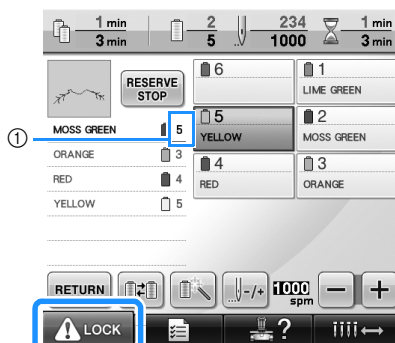 1 min
3 min
2
5
234
1000
1 min
3 min
RESERVE
STOP
6
1
LIME GREEN
1
MOSS GREEN 5
5
YELLOW
2
MOSS GREEN
ORANGE 3
RED 4
4
RED
3
ORANGE
YELLOW 5
RETURN
-/+
1000
spm
- +
LOCK
?